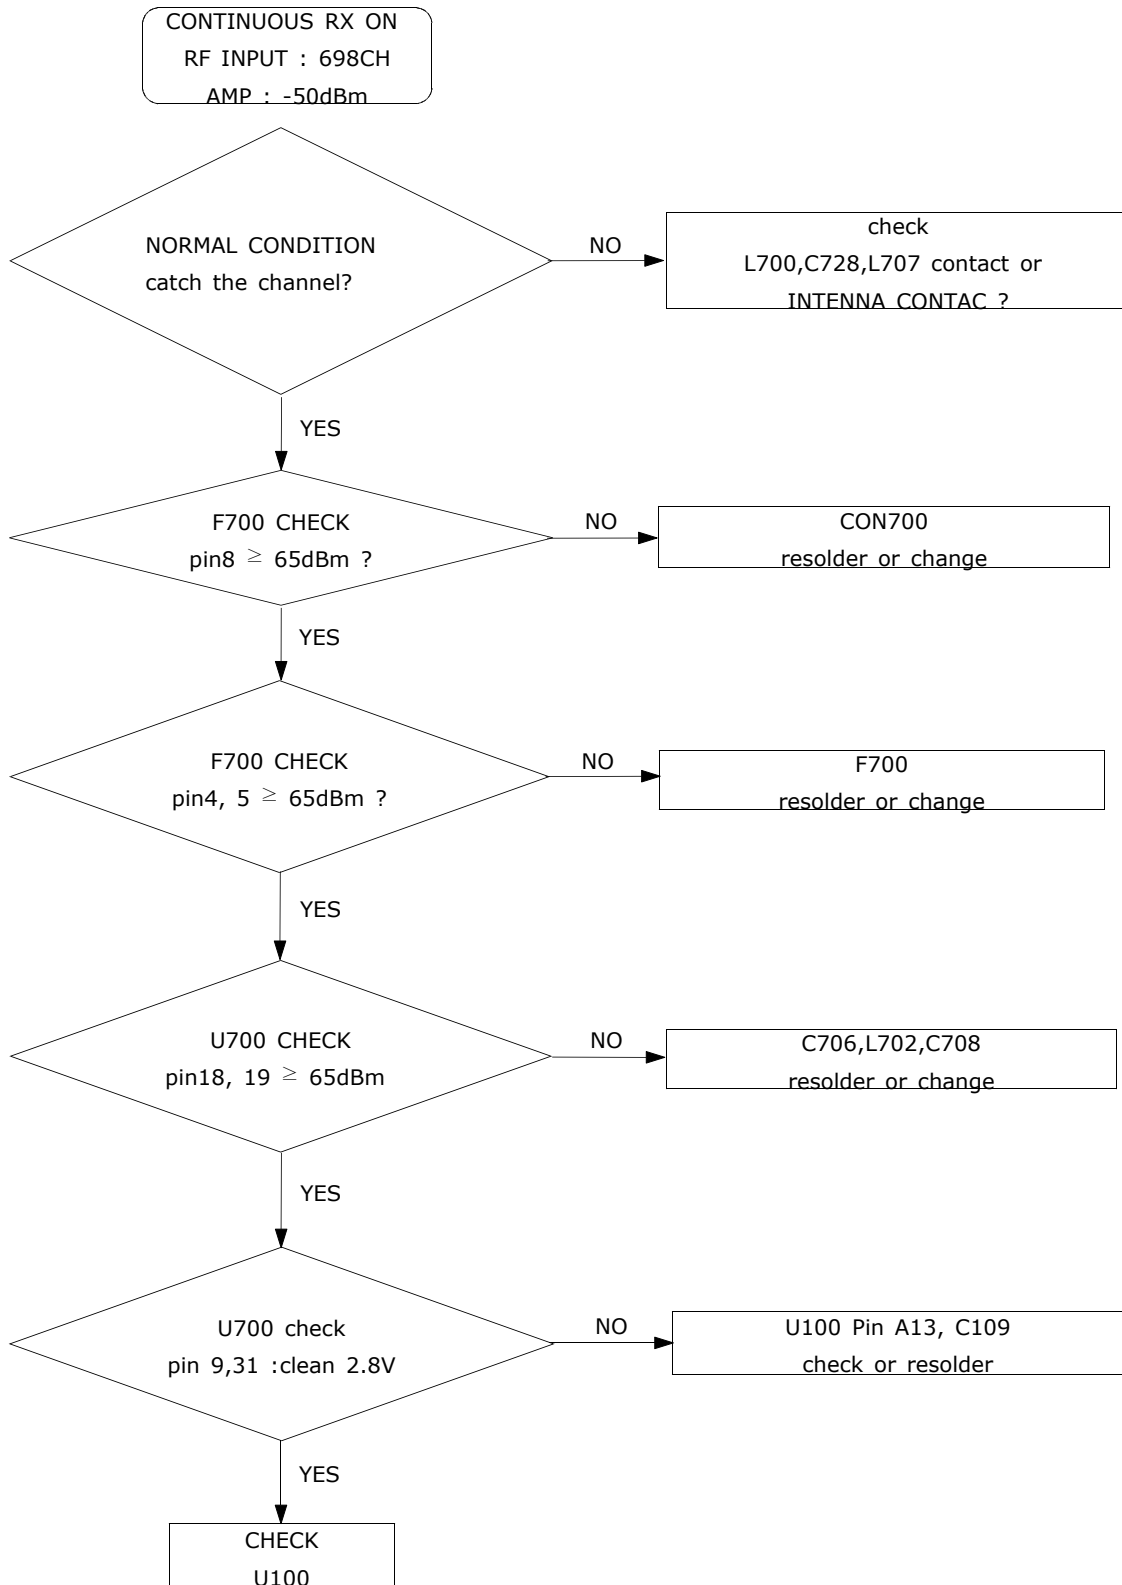 CONTINUOUS RX ON
RF INPUT : 698CH
AMP : -50dBm
NORMAL CONDITION
catch the channel?
NO
check
L700,C728,L707 contact or
INTENNA CONTAC ?
YES
F700 CHECK
pin8 ≥ 65dBm ?
NO
CON700
resolder or change
YES
F700 CHECK
pin4, 5 ≥ 65dBm ?
NO
F700
resolder or change
YES
U700 CHECK
pin18, 19 ≥ 65dBm
NO
C706,L702,C708
resolder or change
YES
U700 check
pin 9,31 :clean 2.8V
NO
U100 Pin A13, C109
check or resolder
YES
CHECK
U100